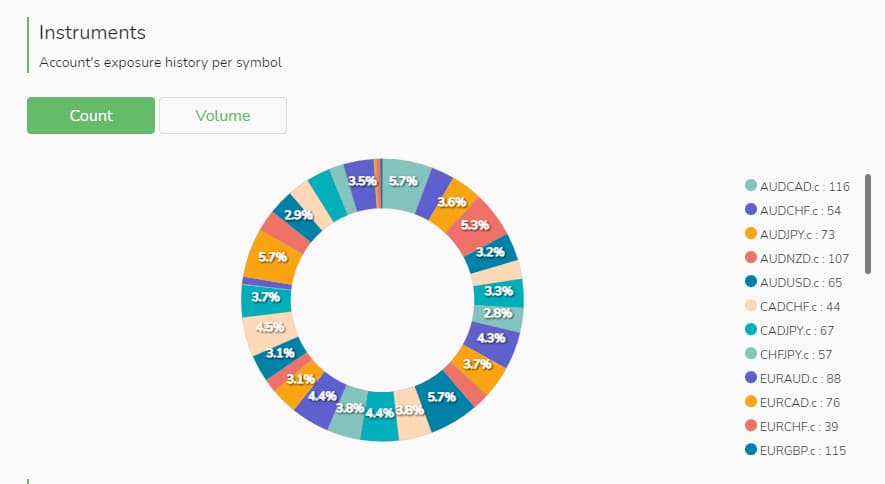 Instruments
Account's exposure history per symbol
Count
Volume
5.7%
3.6%
5.3%
3.2%
3.3%
2.8%
4.3%
3.7%
5.7%
3.8%
4.4%
3.8%
4.4%
3.1%
3.1%
4.5%
3.7%
5.7%
2.9%
3.5%
AUDCAD.c : 116
AUDCHF.c : 54
AUDJPY.c : 73
AUDNZD.c : 107
AUDUSD.c : 65
CADCHF.c : 44
CADJPY.c : 67
CHFJPY.c : 57
EURAUD.c : 88
EURCAD.c : 76
EURCHF.c : 39
EURGBP.c : 115